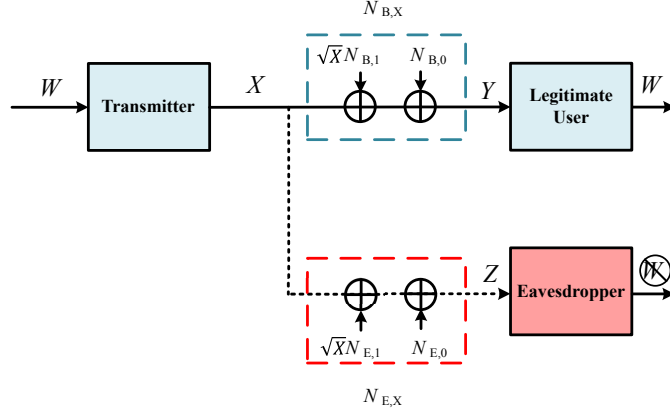 N B,X
√X N B,1
N B,0
W
Transmitter
X
Y
Legitimate
User
W
Z
Eavesdropper
W
√X N E,1
N E,0
N E,X